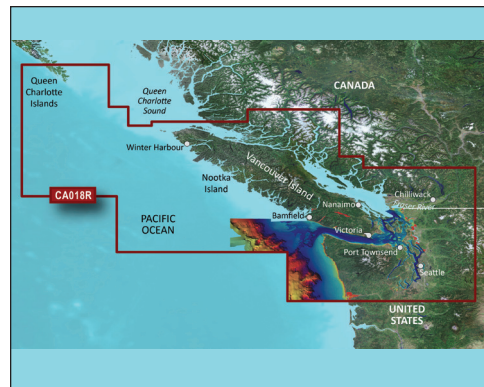 Queen
Charlotte
Islands
Queen
Charlotte
Sound
CANADA
Winter Harbour
Vancouver Island
Nootka
Island
CA018R
Nanaimo
Chilliwack
Fraser River
Bamfield
PACIFIC
OCEAN
Victoria
Port Townsend
Seattle
UNITED
STATES